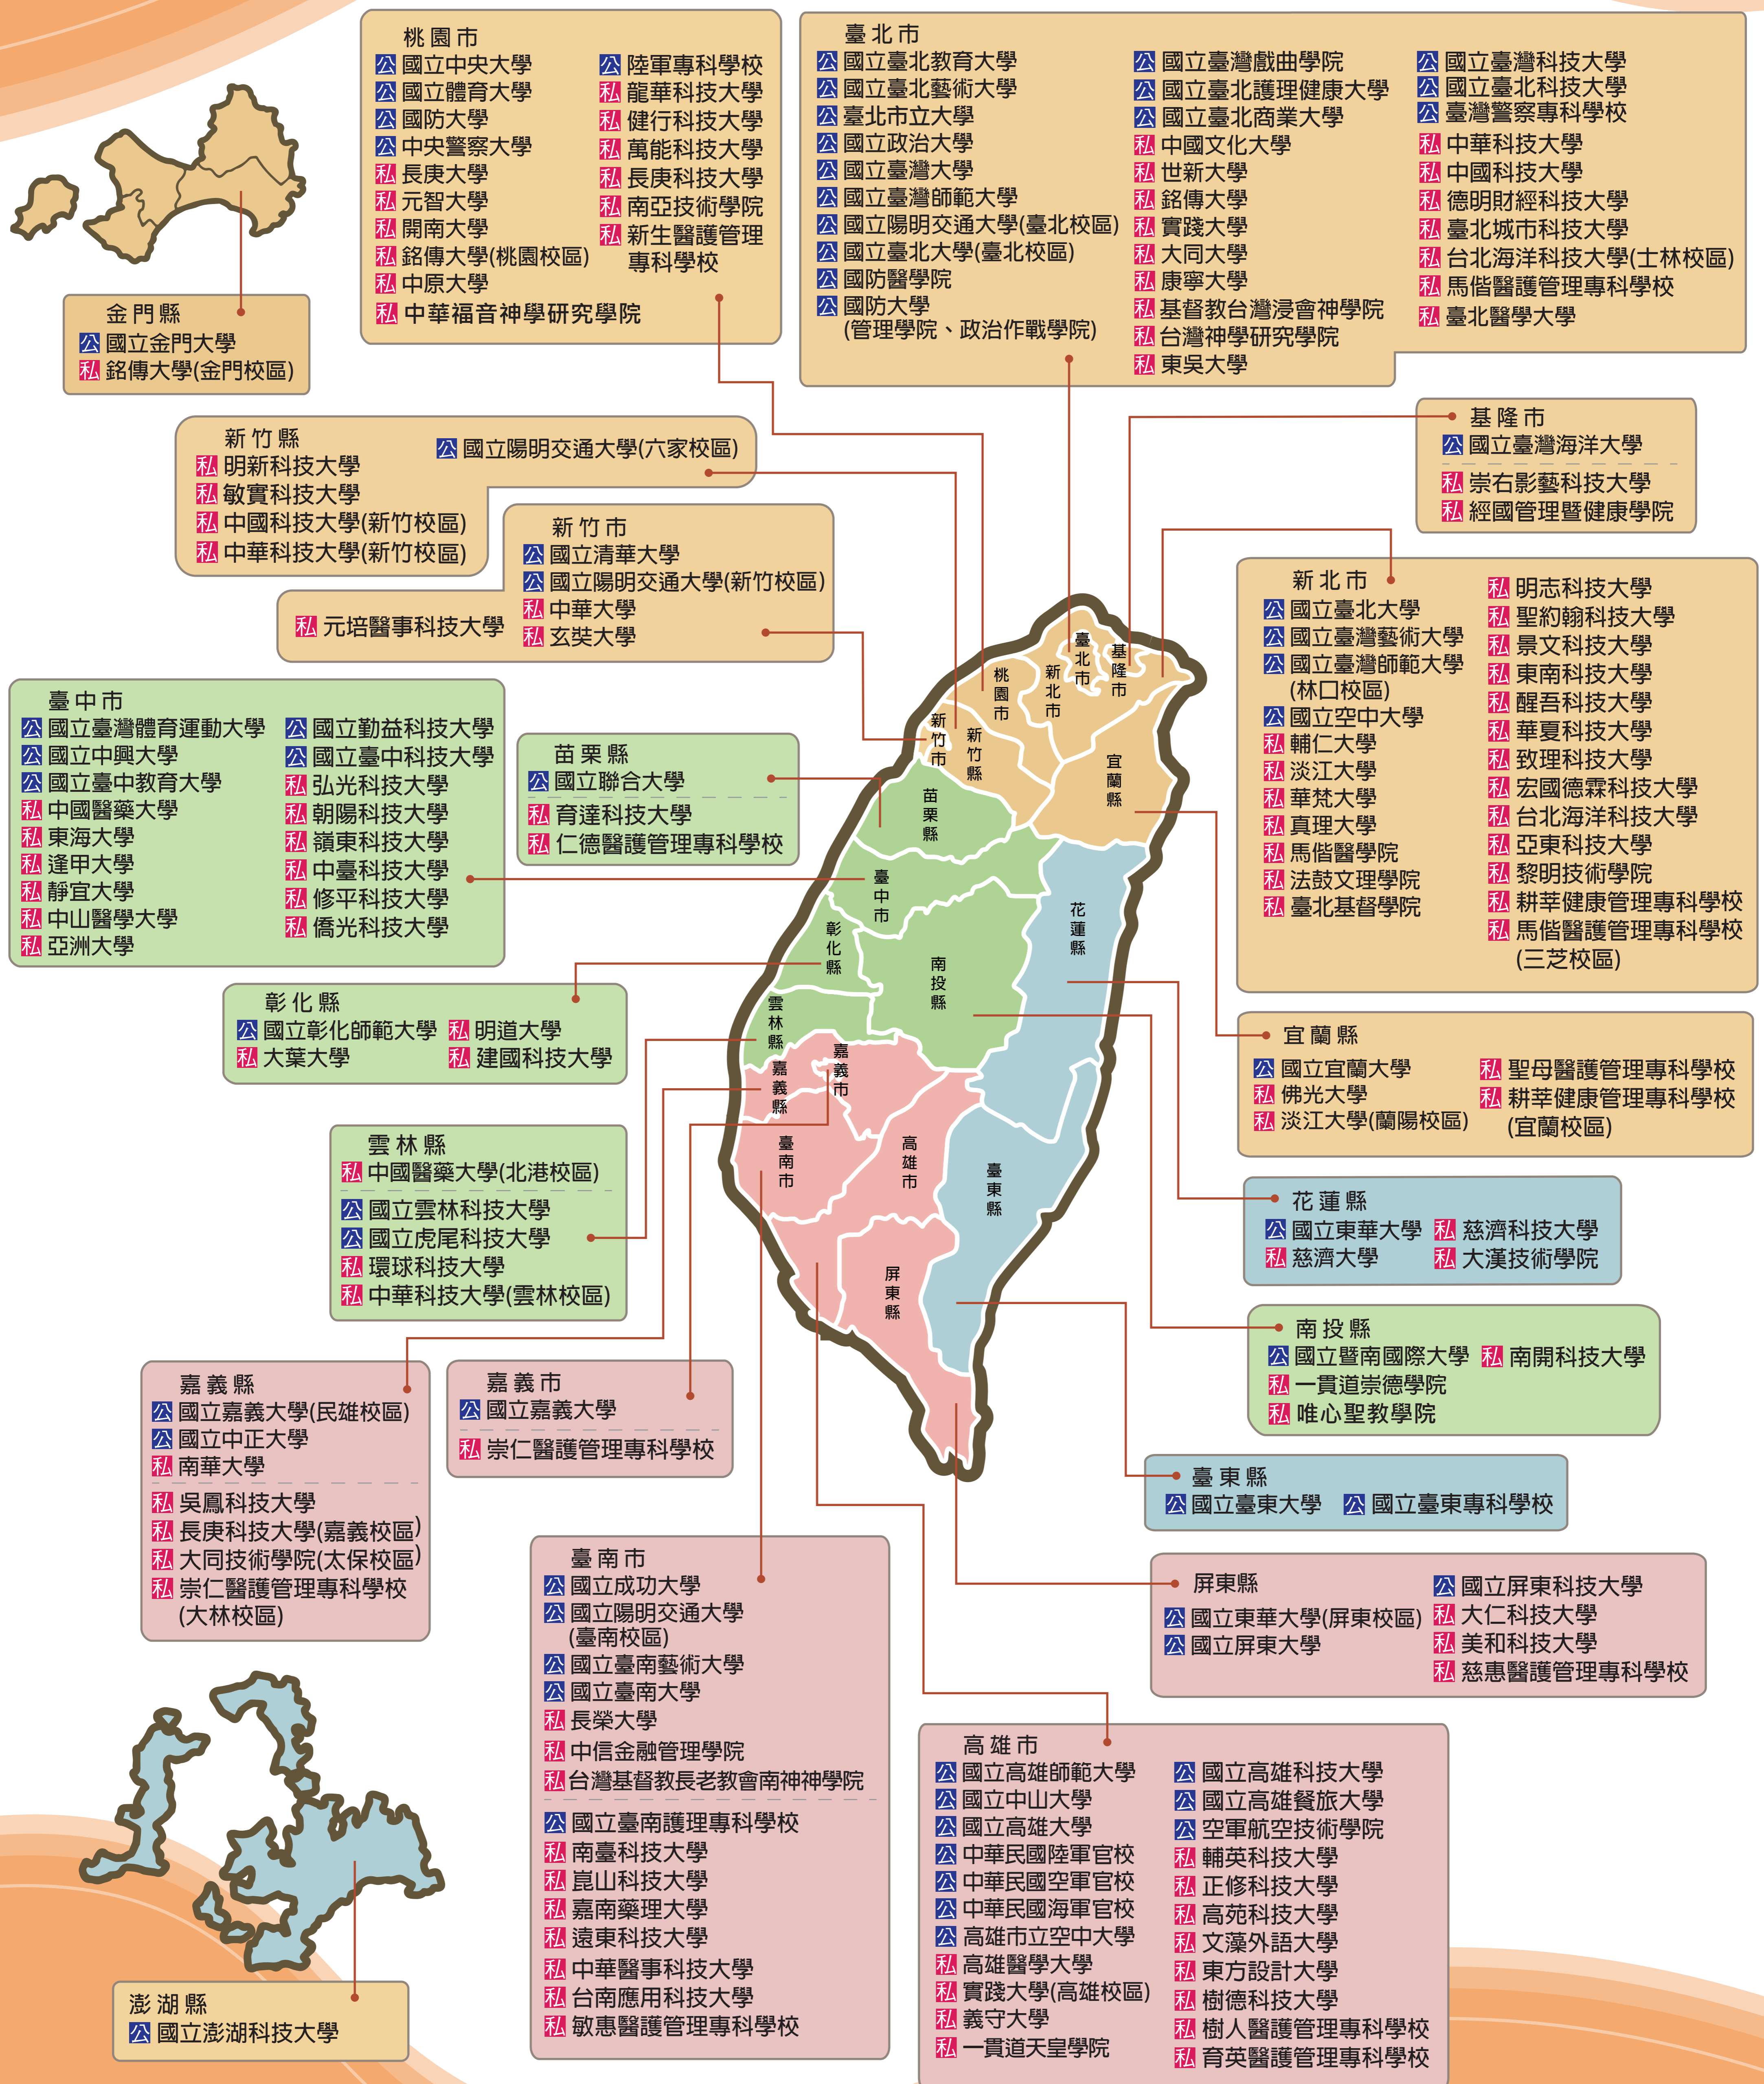 桃園市
公 國立中央大學
公 國立體育大學
公 國防大學
公 中央警察大學
私 長庚大學
私 元智大學
私 開南大學
私 銘傳大學(桃園校區)
私 中原大學
私 中華福音神學研究學院
公 陸軍專科學校
私 龍華科技大學
私 健行科技大學
私 萬能科技大學
私 長庚科技大學
私 南亞技術學院
私 新生醫護管理
專科學校
臺北市
公 國立臺北教育大學
公 國立臺北藝術大學
公 臺北市立大學
公 國立政治大學
公 國立臺灣大學
公 國立臺灣師範大學
公 國立陽明交通大學(臺北校區)
公 國立臺北大學(臺北校區)
公 國防醫學院
公 國防大學
(管理學院、政治作戰學院)
公 國立臺灣戲曲學院
公 國立臺北護理健康大學
公 國立臺北商業大學
私 中國文化大學
私 世新大學
私 銘傳大學
私 實踐大學
私 大同大學
私 康寧大學
私 基督教台灣浸會神學院
私 台灣神學研究學院
私 東吳大學
公 國立臺灣科技大學
公 國立臺北科技大學
公 臺灣警察專科學校
私 中華科技大學
私 中國科技大學
私 德明財經科技大學
私 臺北城市科技大學
私 台北海洋科技大學(士林校區)
私 馬偕醫護管理專科學校
私 臺北醫學大學
金門縣
公 國立金門大學
私 銘傳大學(金門校區)
新竹縣
私 明新科技大學
私 敏實科技大學
私 中國科技大學(新竹校區)
私 中華科技大學(新竹校區)
公 國立陽明交通大學(六家校區)
新竹市
公 國立清華大學
公 國立陽明交通大學(新竹校區)
私 中華大學
私 玄奘大學
私 元培醫事科技大學
基隆市
公 國立臺灣海洋大學
私 崇右影藝科技大學
私 經國管理暨健康學院
新北市
公 國立臺北大學
公 國立臺灣藝術大學
公 國立臺灣師範大學
(林口校區)
公 國立空中大學
私 輔仁大學
私 淡江大學
私 華梵大學
私 真理大學
私 馬偕醫學院
私 法鼓文理學院
私 臺北基督學院
私 明志科技大學
私 聖約翰科技大學
私 景文科技大學
私 東南科技大學
私 醒吾科技大學
私 華夏科技大學
私 致理科技大學
私 宏國德霖科技大學
私 台北海洋科技大學
私 亞東科技大學
私 黎明技術學院
私 耕莘健康管理專科學校
私 馬偕醫護管理專科學校
(三芝校區)
臺中市
公 國立臺灣體育運動大學
公 國立中興大學
公 國立臺中教育大學
私 中國醫藥大學
私 東海大學
私 逢甲大學
私 靜宜大學
私 中山醫學大學
私 亞洲大學
公 國立勤益科技大學
公 國立臺中科技大學
私 弘光科技大學
私 朝陽科技大學
私 嶺東科技大學
私 中臺科技大學
私 修平科技大學
私 僑光科技大學
苗栗縣
公 國立聯合大學
私 育達科技大學
私 仁德醫護管理專科學校
臺北市
基隆市
新北市
桃園市
新竹市
新竹縣
宜蘭縣
苗栗縣
臺中市
彰化縣
南投縣
花蓮縣
雲林縣
嘉義市
嘉義縣
臺南市
高雄市
臺東縣
屏東縣
彰化縣
公 國立彰化師範大學
私 大葉大學
私 明道大學
私 建國科技大學
宜蘭縣
公 國立宜蘭大學
私 佛光大學
私 淡江大學(蘭陽校區)
私 聖母醫護管理專科學校
私 耕莘健康管理專科學校
(宜蘭校區)
雲林縣
私 中國醫藥大學(北港校區)
公 國立雲林科技大學
公 國立虎尾科技大學
私 環球科技大學
私 中華科技大學(雲林校區)
花蓮縣
公 國立東華大學
私 慈濟大學
私 慈濟科技大學
私 大漢技術學院
南投縣
公 國立暨南國際大學
私 一貫道崇德學院
私 唯心聖教學院
私 南開科技大學
嘉義縣
公 國立嘉義大學(民雄校區)
公 國立中正大學
私 南華大學
私 吳鳳科技大學
私 長庚科技大學(嘉義校區)
私 大同技術學院(太保校區)
私 崇仁醫護管理專科學校
(大林校區)
嘉義市
公 國立嘉義大學
私 崇仁醫護管理專科學校
臺東縣
公 國立臺東大學
公 國立臺東專科學校
臺南市
公 國立成功大學
公 國立陽明交通大學
(臺南校區)
公 國立臺南藝術大學
公 國立臺南大學
私 長榮大學
私 中信金融管理學院
私 台灣基督教長老教會南神神學院
公 國立臺南護理專科學校
私 南臺科技大學
私 崑山科技大學
私 嘉南藥理大學
私 遠東科技大學
私 中華醫事科技大學
私 台南應用科技大學
私 敏惠醫護管理專科學校
屏東縣
公 國立東華大學(屏東校區)
公 國立屏東大學
公 國立屏東科技大學
私 大仁科技大學
私 美和科技大學
私 慈惠醫護管理專科學校
高雄市
公 國立高雄師範大學
公 國立中山大學
公 國立高雄大學
公 中華民國陸軍官校
公 中華民國空軍官校
公 中華民國海軍官校
公 高雄市立空中大學
私 高雄醫學大學
私 實踐大學(高雄校區)
私 義守大學
私 一貫道天皇學院
公 國立高雄科技大學
公 國立高雄餐旅大學
公 空軍航空技術學院
私 輔英科技大學
私 正修科技大學
私 高苑科技大學
私 文藻外語大學
私 東方設計大學
私 樹德科技大學
私 樹人醫護管理專科學校
私 育英醫護管理專科學校
澎湖縣
公 國立澎湖科技大學